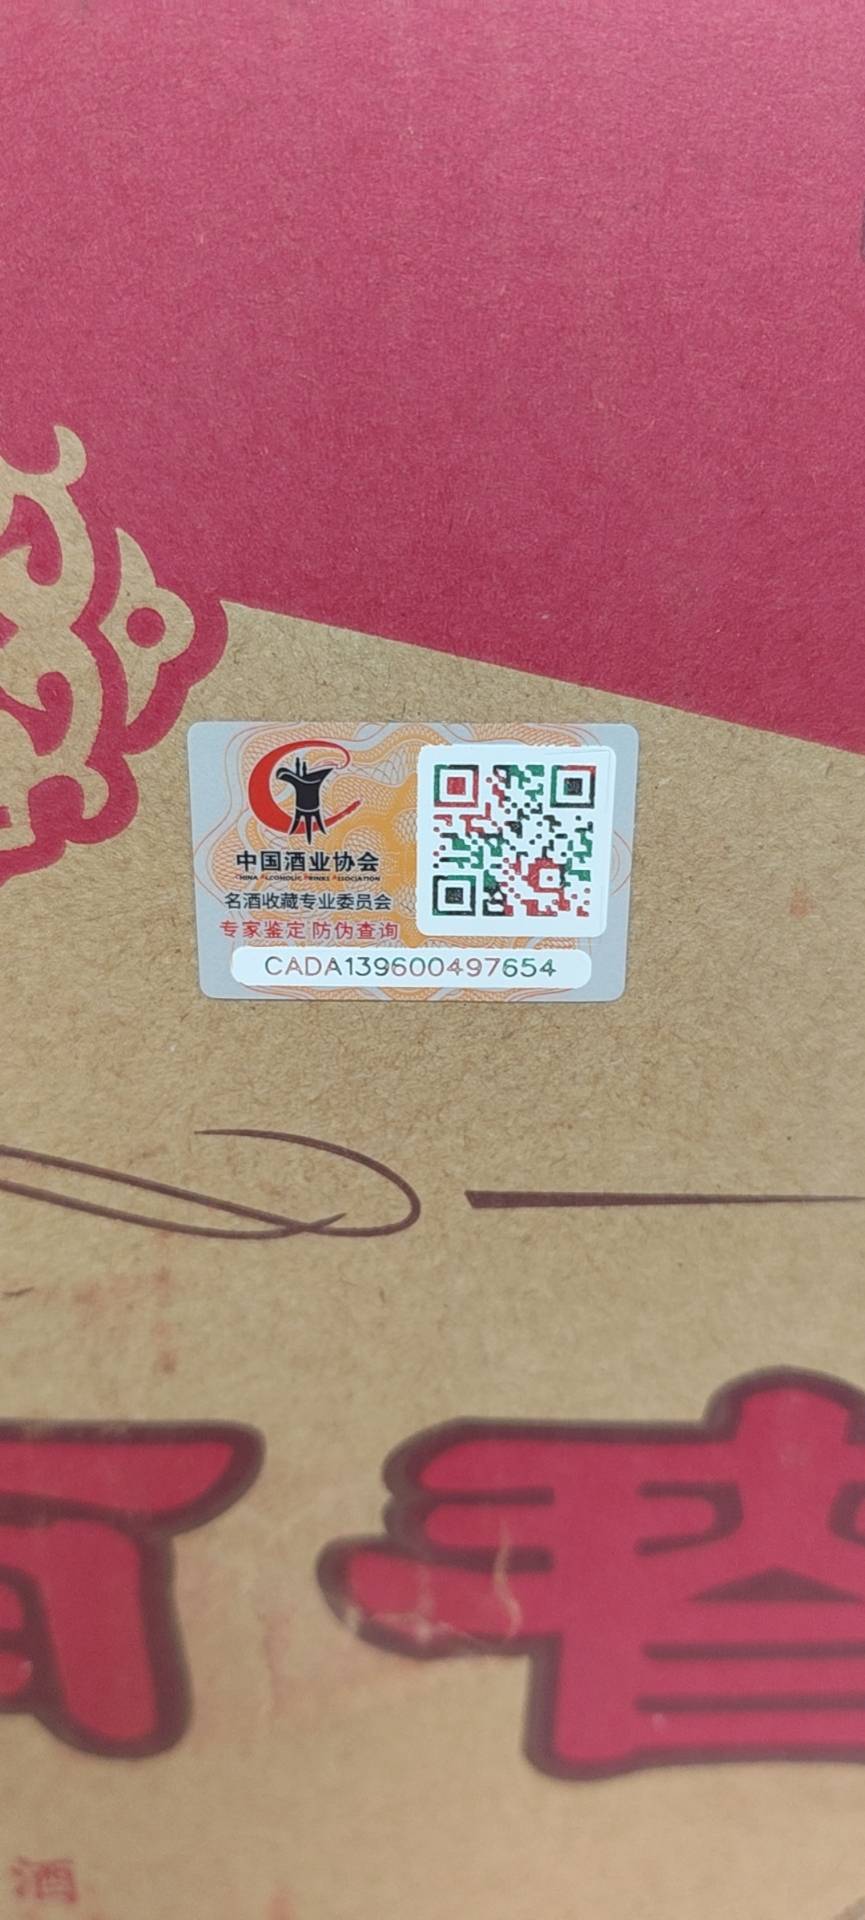 中国酒业协会
CHINA ALCOHOLIC DRINKS ASSOCIATION
名酒收藏专业委员会
专家鉴定 防伪查询
CADA139600497654
酒